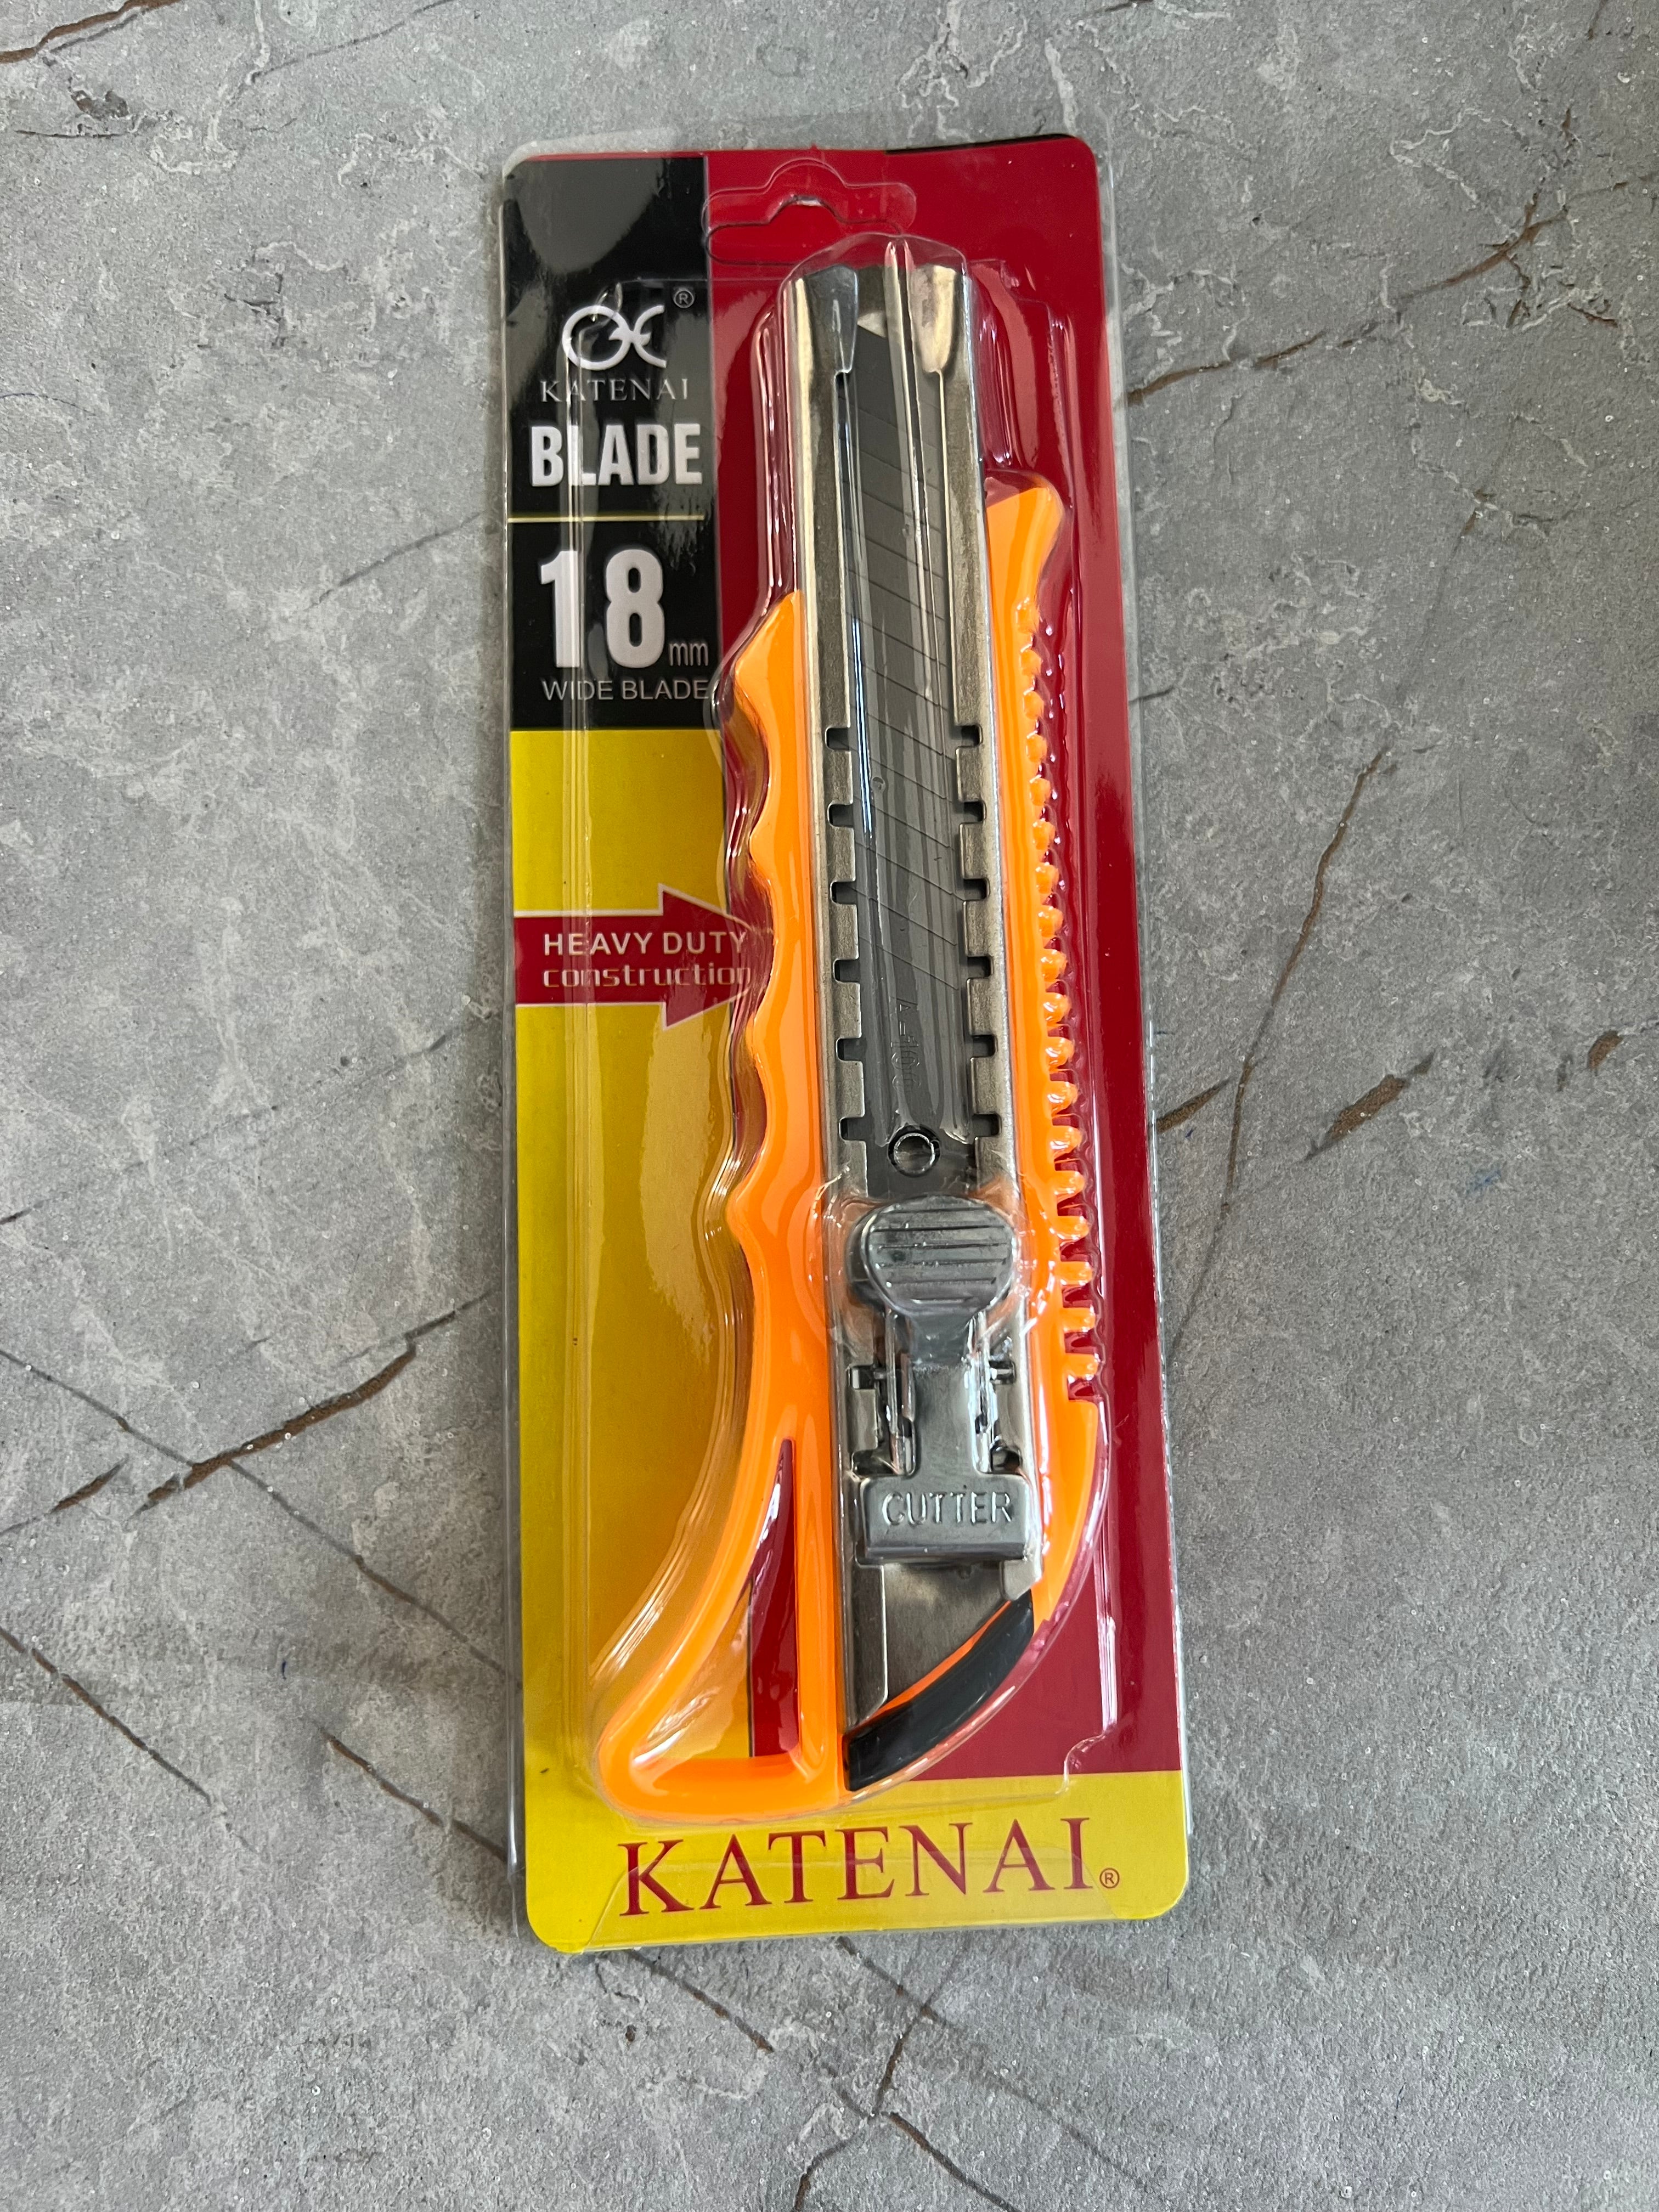 ®
KATENAI
BLADE
18mm
WIDE BLADE
HEAVY DUTY
construction
CUTTER
KATENAI®